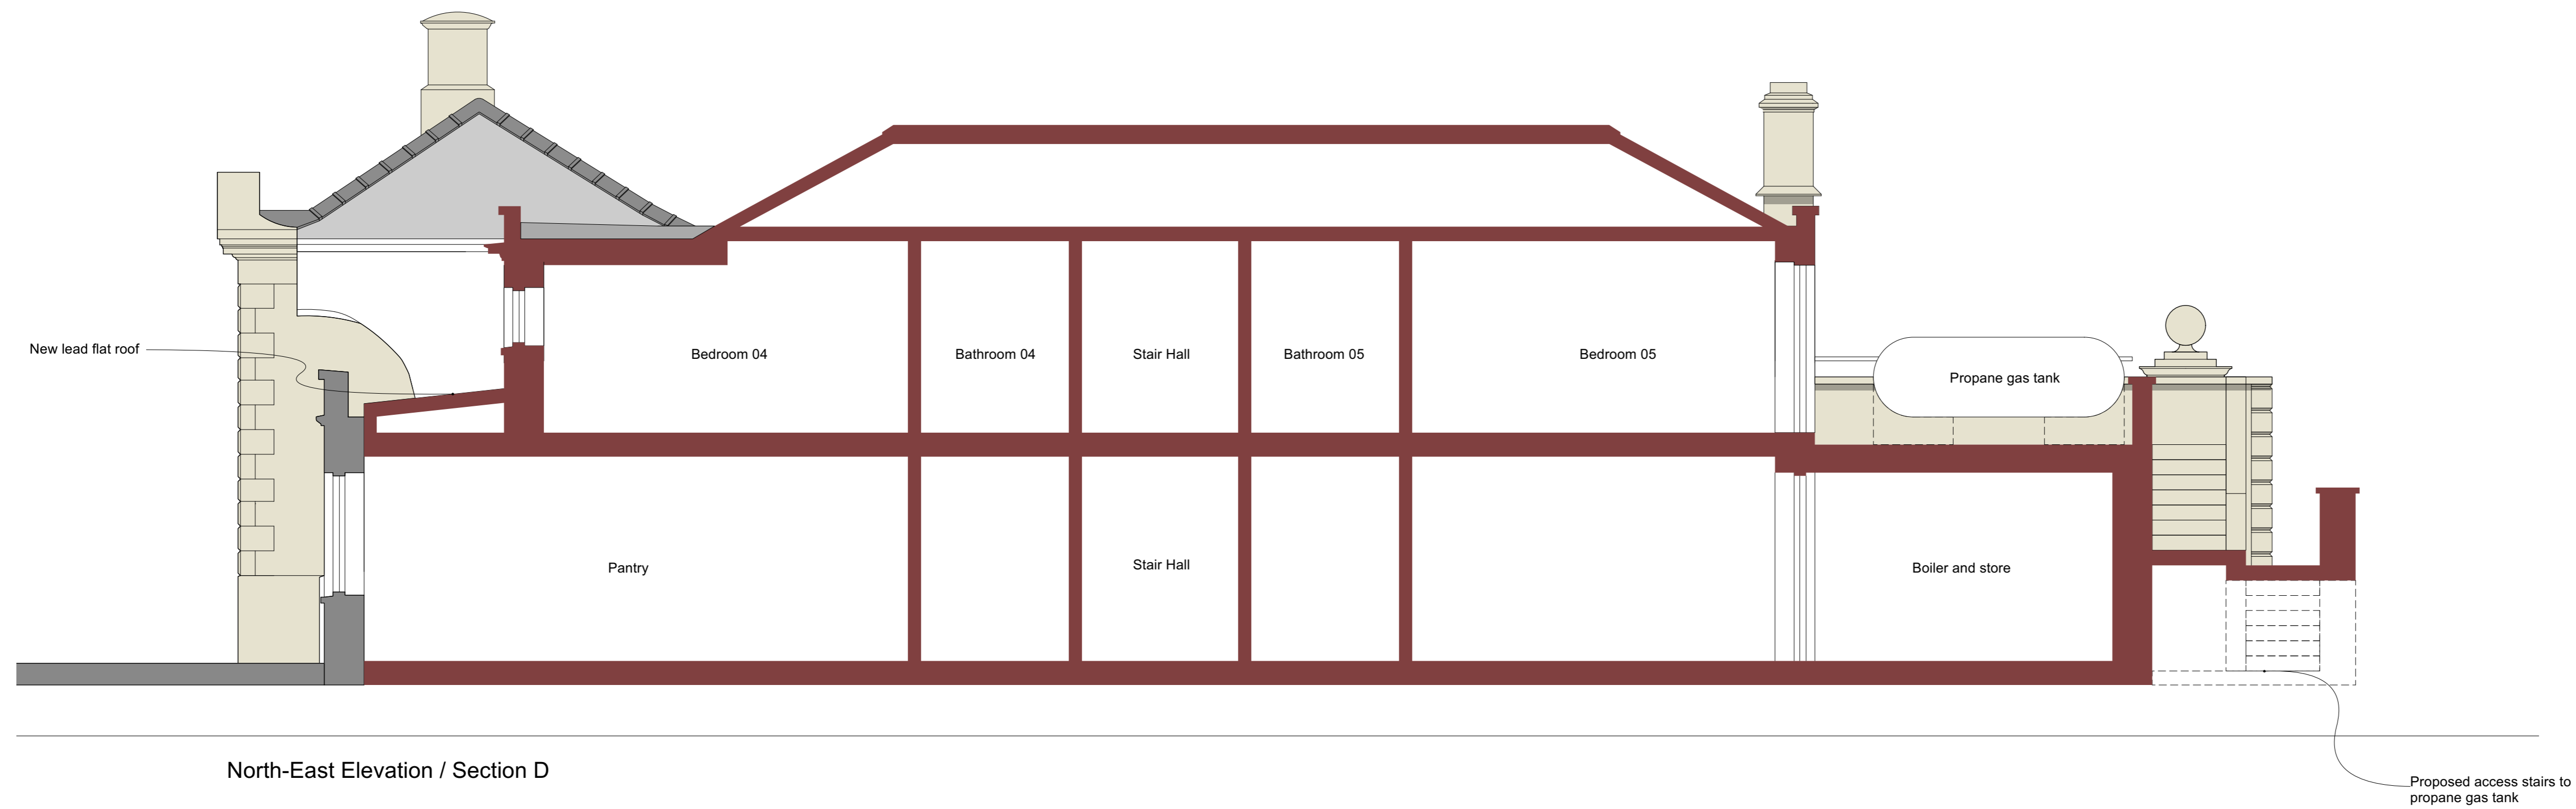 New lead flat roof
Bedroom 04
Bathroom 04
Stair Hall
Bathroom 05
Bedroom 05
Propane gas tank
Pantry
Stair Hall
Boiler and store
North-East Elevation / Section D
Proposed access stairs to
propane gas tank